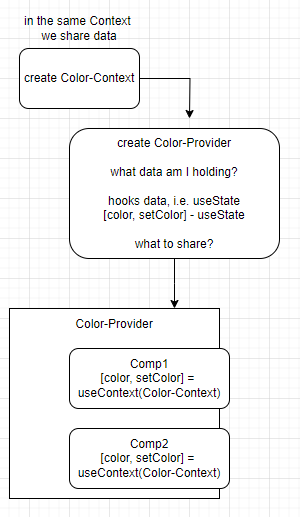 in the same Context
we share data
create Color-Context
create Color-Provider
what data am I holding?
hooks data, i.e. useState
[color, setColor] - useState
what to share?
Color-Provider
Comp1
[color, setColor] =
useContext(Color-Context)
Comp2
[color, setColor] =
useContext(Color-Context)